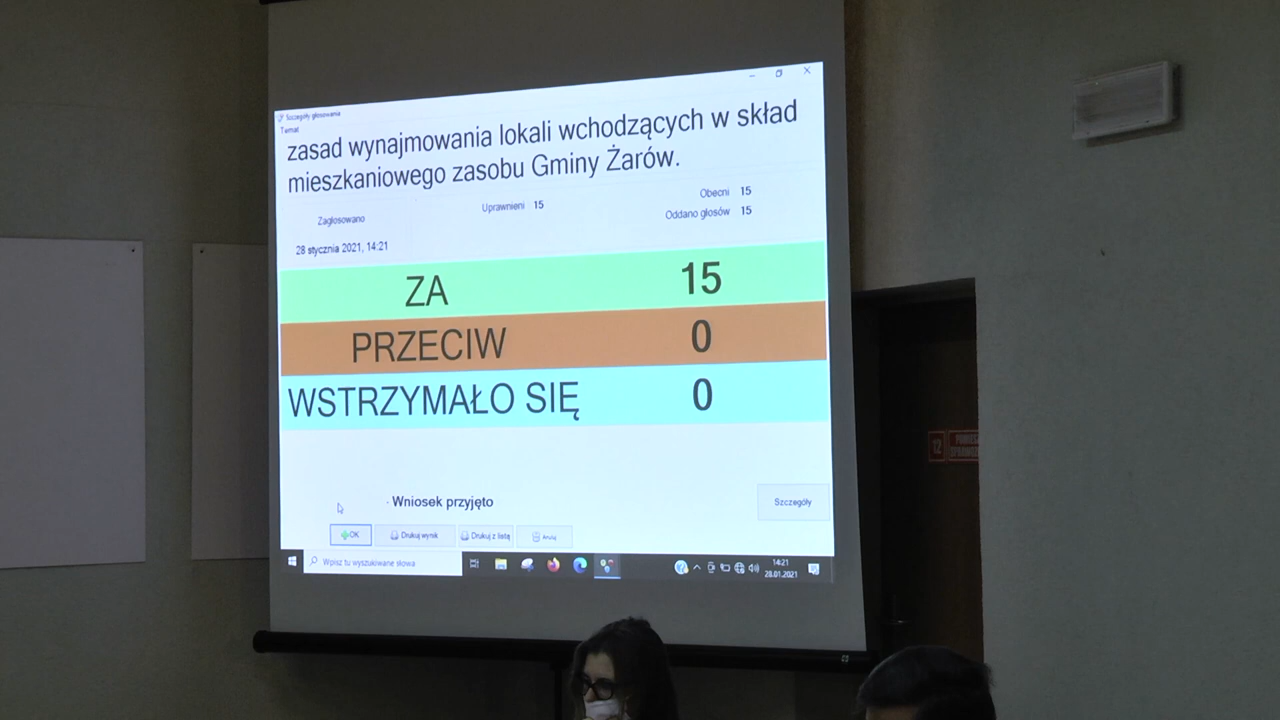 Szczegóły głosowania
Temat
zasad wynajmowania lokali wchodzących w skład
mieszkaniowego zasobu Gminy Żarów.
Zagłosowano
Uprawnieni 15
Obecni 15
Oddano głosów 15
28 stycznia 2021, 14:21
ZA 15
PRZECIW 0
WSTRZYMAŁO SIĘ 0
- Wniosek przyjęto
Szczegóły
OK
Drukuj wynik
Drukuj z listą
Anuluj
Wpisz tu wyszukiwane słowa
14:21
28.01.2021
12